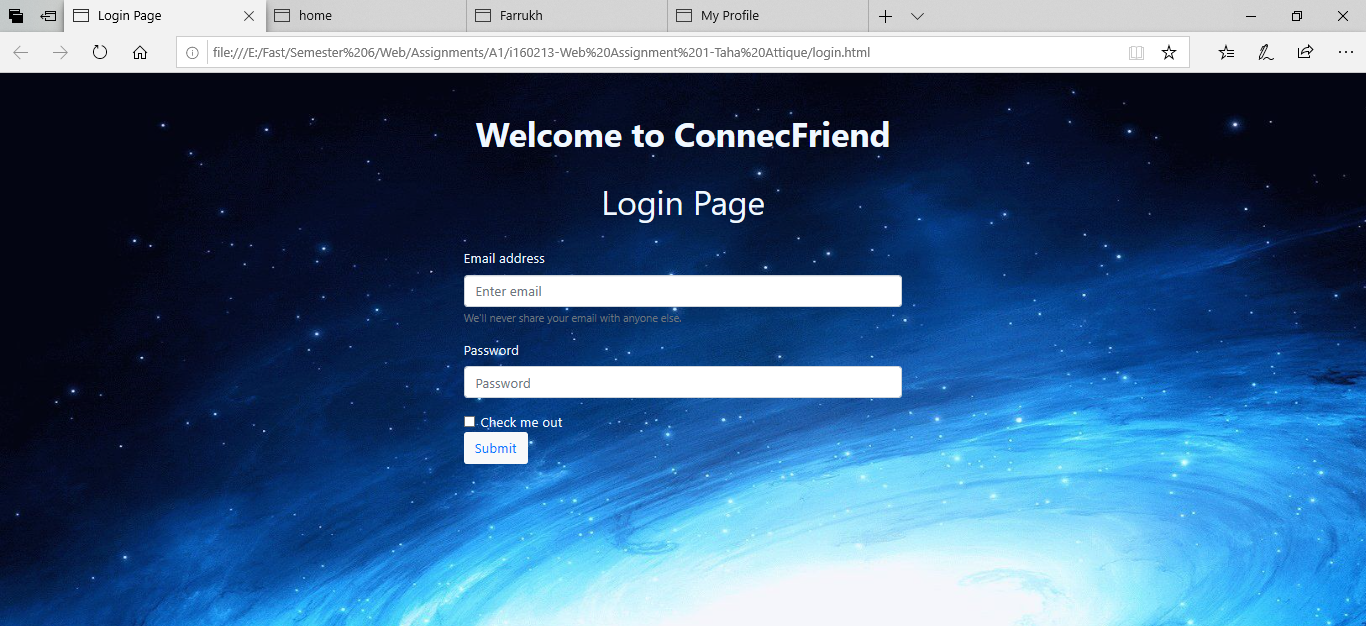 Login Page
home
Farrukh
My Profile
file:///E:/Fast/Semester%206/Web/Assignments/A1/i160213-Web%20Assignment%201-Taha%20Attique/login.html
Welcome to ConnecFriend
Login Page
Email address
Enter email
We'll never share your email with anyone else.
Password
Password
Check me out
Submit